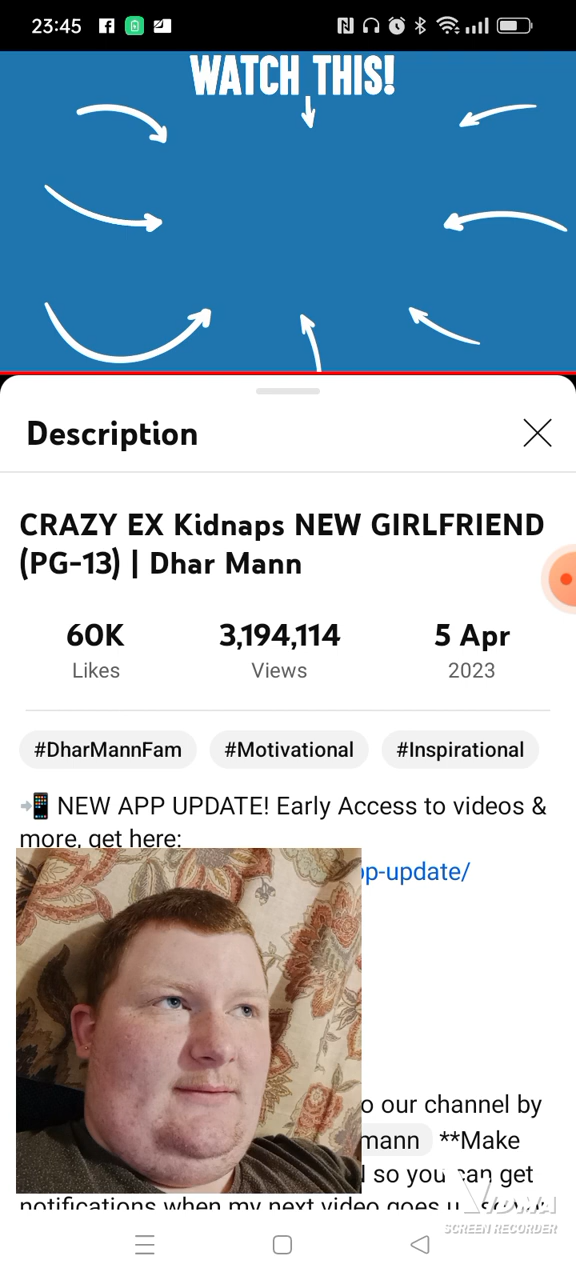 23:45
WATCH THIS!
Description
CRAZY EX Kidnaps NEW GIRLFRIEND
(PG-13) | Dhar Mann
60K 3,194,114 5 Apr
Likes Views 2023
#DharMannFam #Motivational #Inspirational
NEW APP UPDATE! Early Access to videos &
more, get here:
pp-update/
o our channel by
mann **Make
so you can get
notifications when my next video goes
VIDMA
SCREEN RECORDER